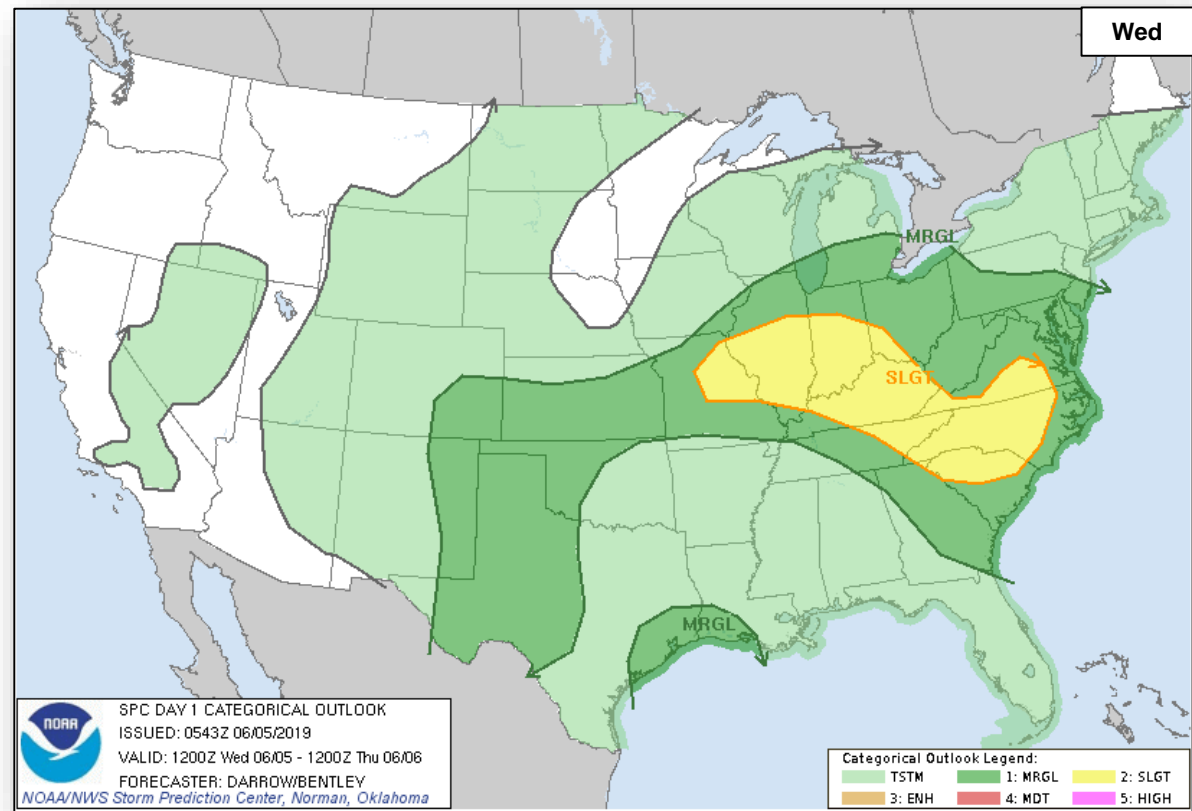 Wed
MRGL
SLGT
MRGL
NOAA
SPC DAY 1 CATEGORICAL OUTLOOK
ISSUED: 0543Z 06/05/2019
VALID: 1200Z Wed 06/05 - 1200Z Thu 06/06
FORECASTER: DARROW/BENTLEY
NOAA/NWS Storm Prediction Center, Norman, Oklahoma
Categorical Outlook Legend:
TSTM 1: MRGL 2: SLGT
3: ENH 4: MDT 5: HIGH